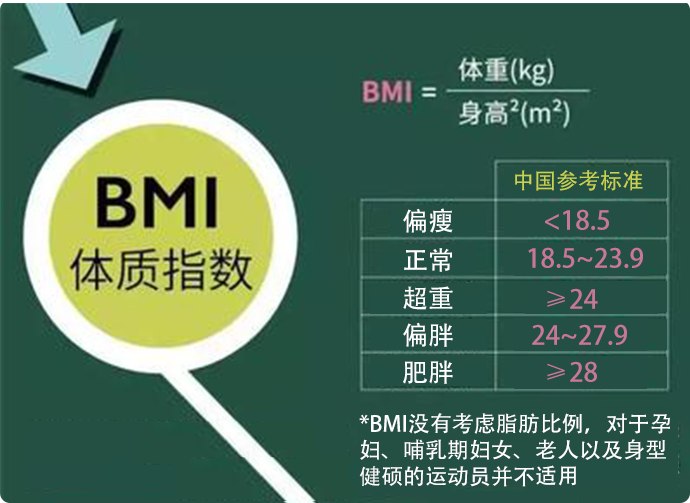 BMI
体质指数
BMI = 体重(kg)
身高²(m²)
中国参考标准
偏瘦 <18.5
正常 18.5~23.9
超重 ≥24
偏胖 24~27.9
肥胖 ≥28
*BMI没有考虑脂肪比例，对于孕
妇、哺乳期妇女、老人以及身型
健硕的运动员并不适用